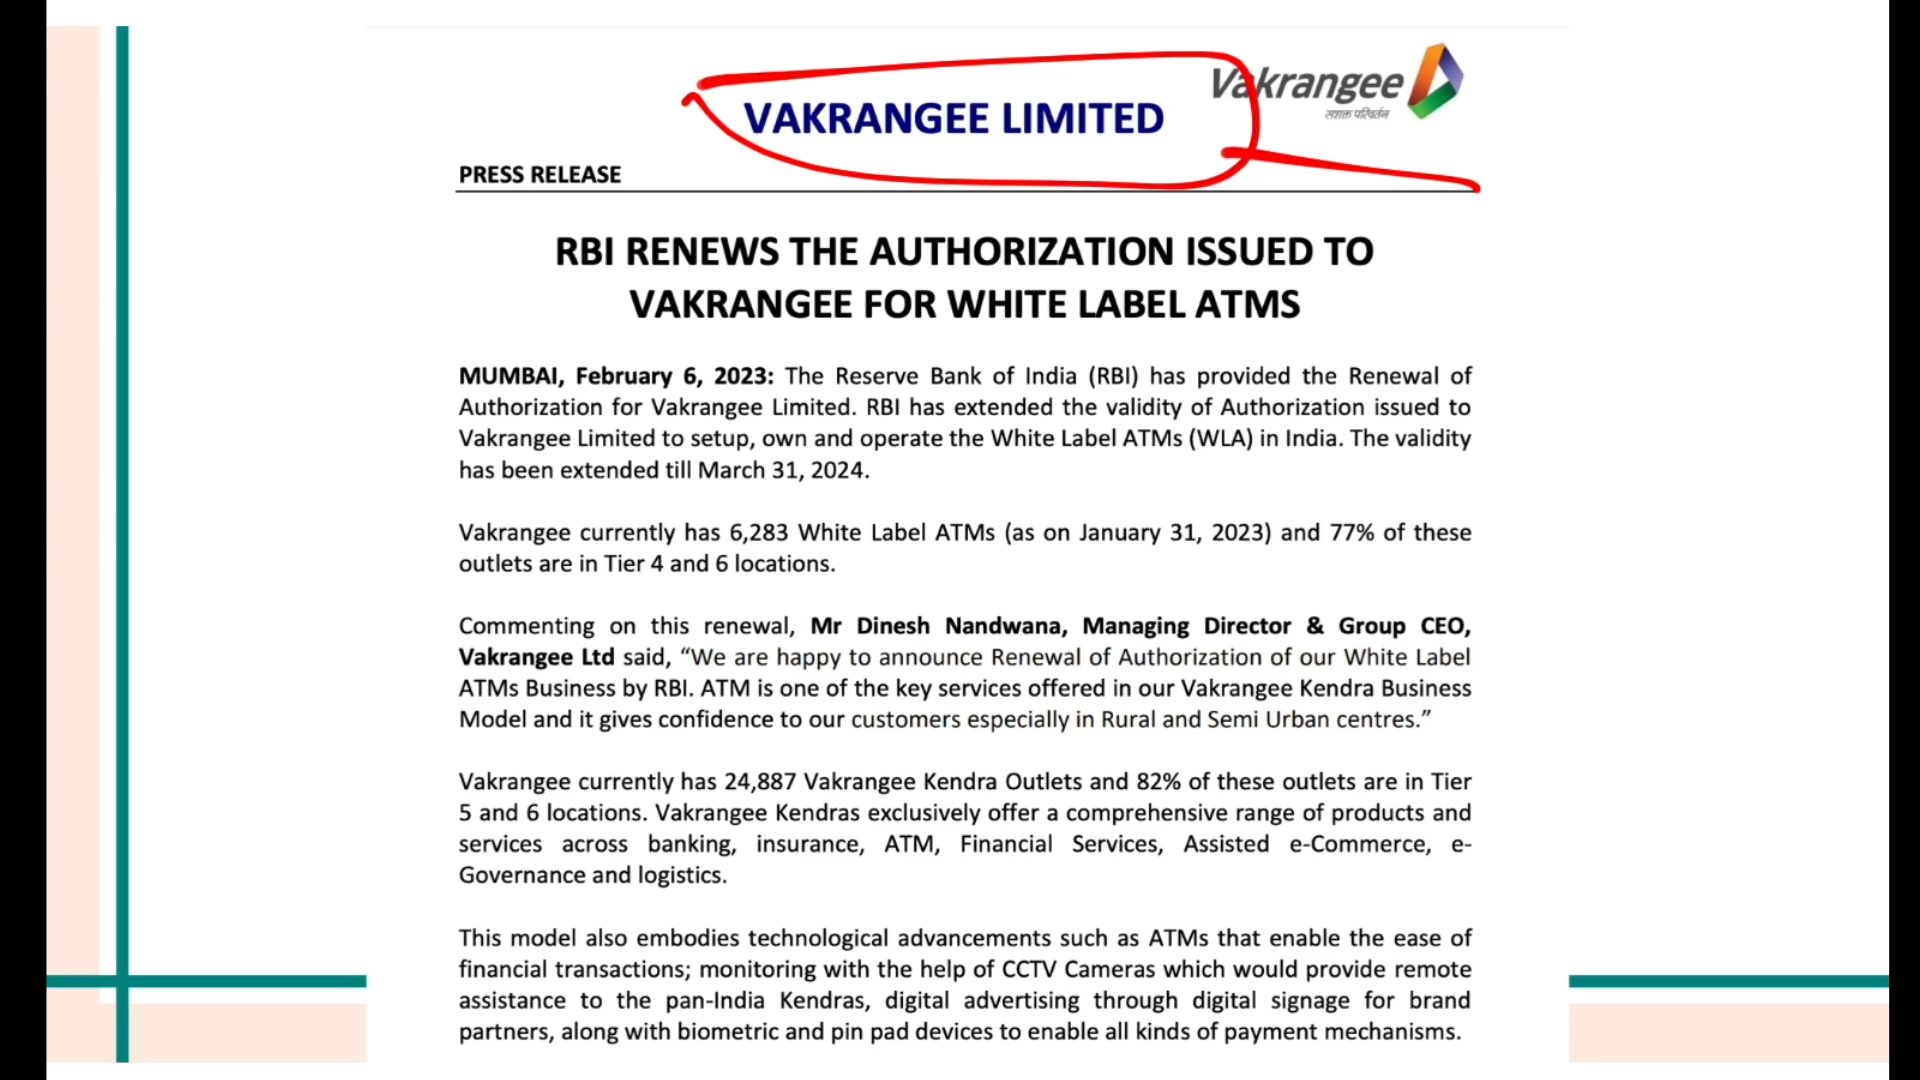 Vakrangee
सशक्त परिवर्तन
VAKRANGEE LIMITED
PRESS RELEASE
RBI RENEWS THE AUTHORIZATION ISSUED TO
VAKRANGEE FOR WHITE LABEL ATMS
MUMBAI, February 6, 2023: The Reserve Bank of India (RBI) has provided the Renewal of
Authorization for Vakrangee Limited. RBI has extended the validity of Authorization issued to
Vakrangee Limited to setup, own and operate the White Label ATMs (WLA) in India. The validity
has been extended till March 31, 2024.
Vakrangee currently has 6,283 White Label ATMs (as on January 31, 2023) and 77% of these
outlets are in Tier 4 and 6 locations.
Commenting on this renewal, Mr Dinesh Nandwana, Managing Director & Group CEO,
Vakrangee Ltd said, “We are happy to announce Renewal of Authorization of our White Label
ATMs Business by RBI. ATM is one of the key services offered in our Vakrangee Kendra Business
Model and it gives confidence to our customers especially in Rural and Semi Urban centres.”
Vakrangee currently has 24,887 Vakrangee Kendra Outlets and 82% of these outlets are in Tier
5 and 6 locations. Vakrangee Kendras exclusively offer a comprehensive range of products and
services across banking, insurance, ATM, Financial Services, Assisted e-Commerce, e-
Governance and logistics.
This model also embodies technological advancements such as ATMs that enable the ease of
financial transactions; monitoring with the help of CCTV Cameras which would provide remote
assistance to the pan-India Kendras, digital advertising through digital signage for brand
partners, along with biometric and pin pad devices to enable all kinds of payment mechanisms.